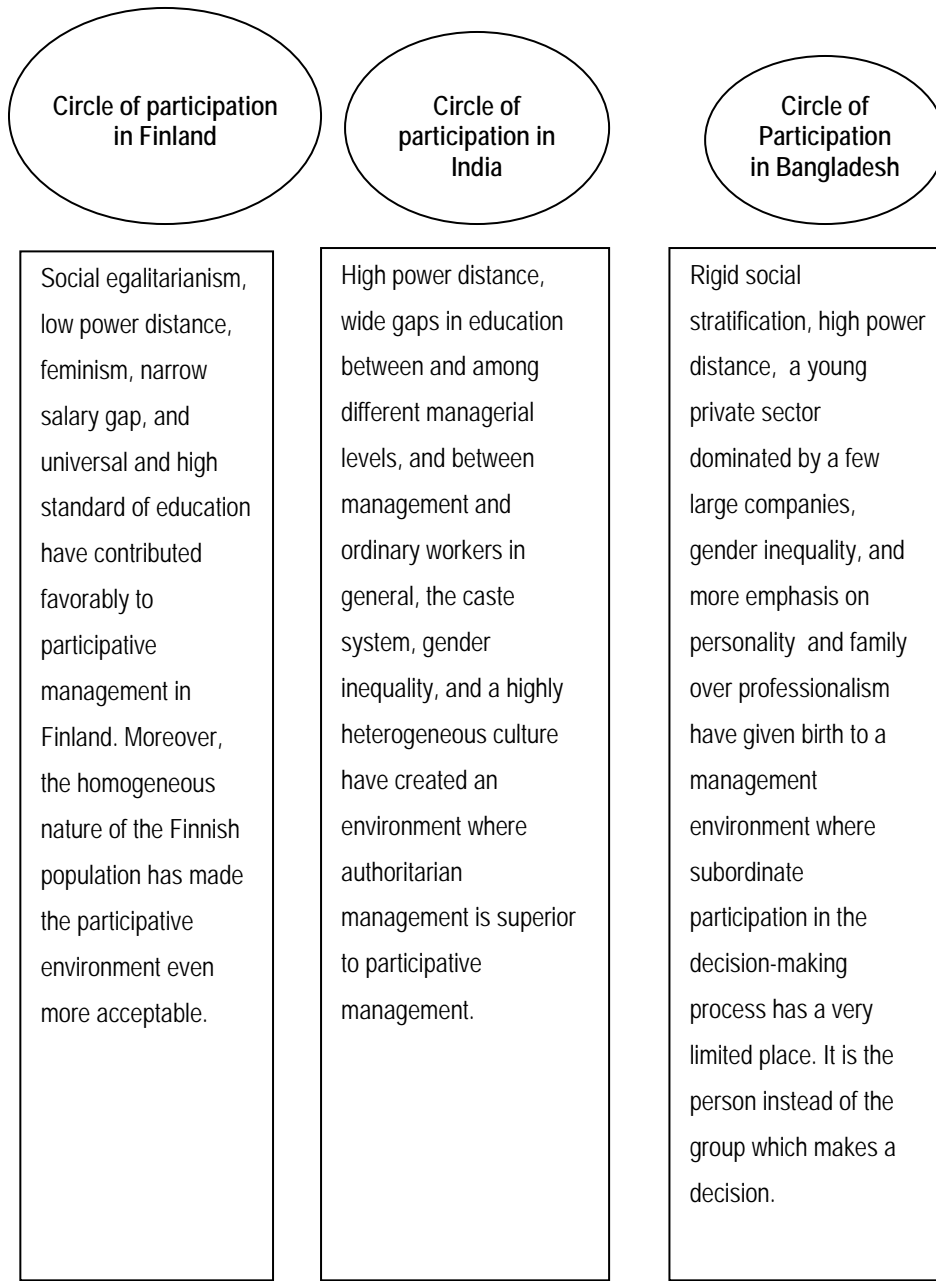 Circle of participation
in Finland
Circle of
participation in
India
Circle of
Participation
in Bangladesh
Social egalitarianism,
low power distance,
feminism, narrow
salary gap, and
universal and high
standard of education
have contributed
favorably to
participative
management in
Finland. Moreover,
the homogeneous
nature of the Finnish
population has made
the participative
environment even
more acceptable.
High power distance,
wide gaps in education
between and among
different managerial
levels, and between
management and
ordinary workers in
general, the caste
system, gender
inequality, and a highly
heterogeneous culture
have created an
environment where
authoritarian
management is superior
to participative
management.
Rigid social
stratification, high power
distance, a young
private sector
dominated by a few
large companies,
gender inequality, and
more emphasis on
personality and family
over professionalism
have given birth to a
management
environment where
subordinate
participation in the
decision-making
process has a very
limited place. It is the
person instead of the
group which makes a
decision.